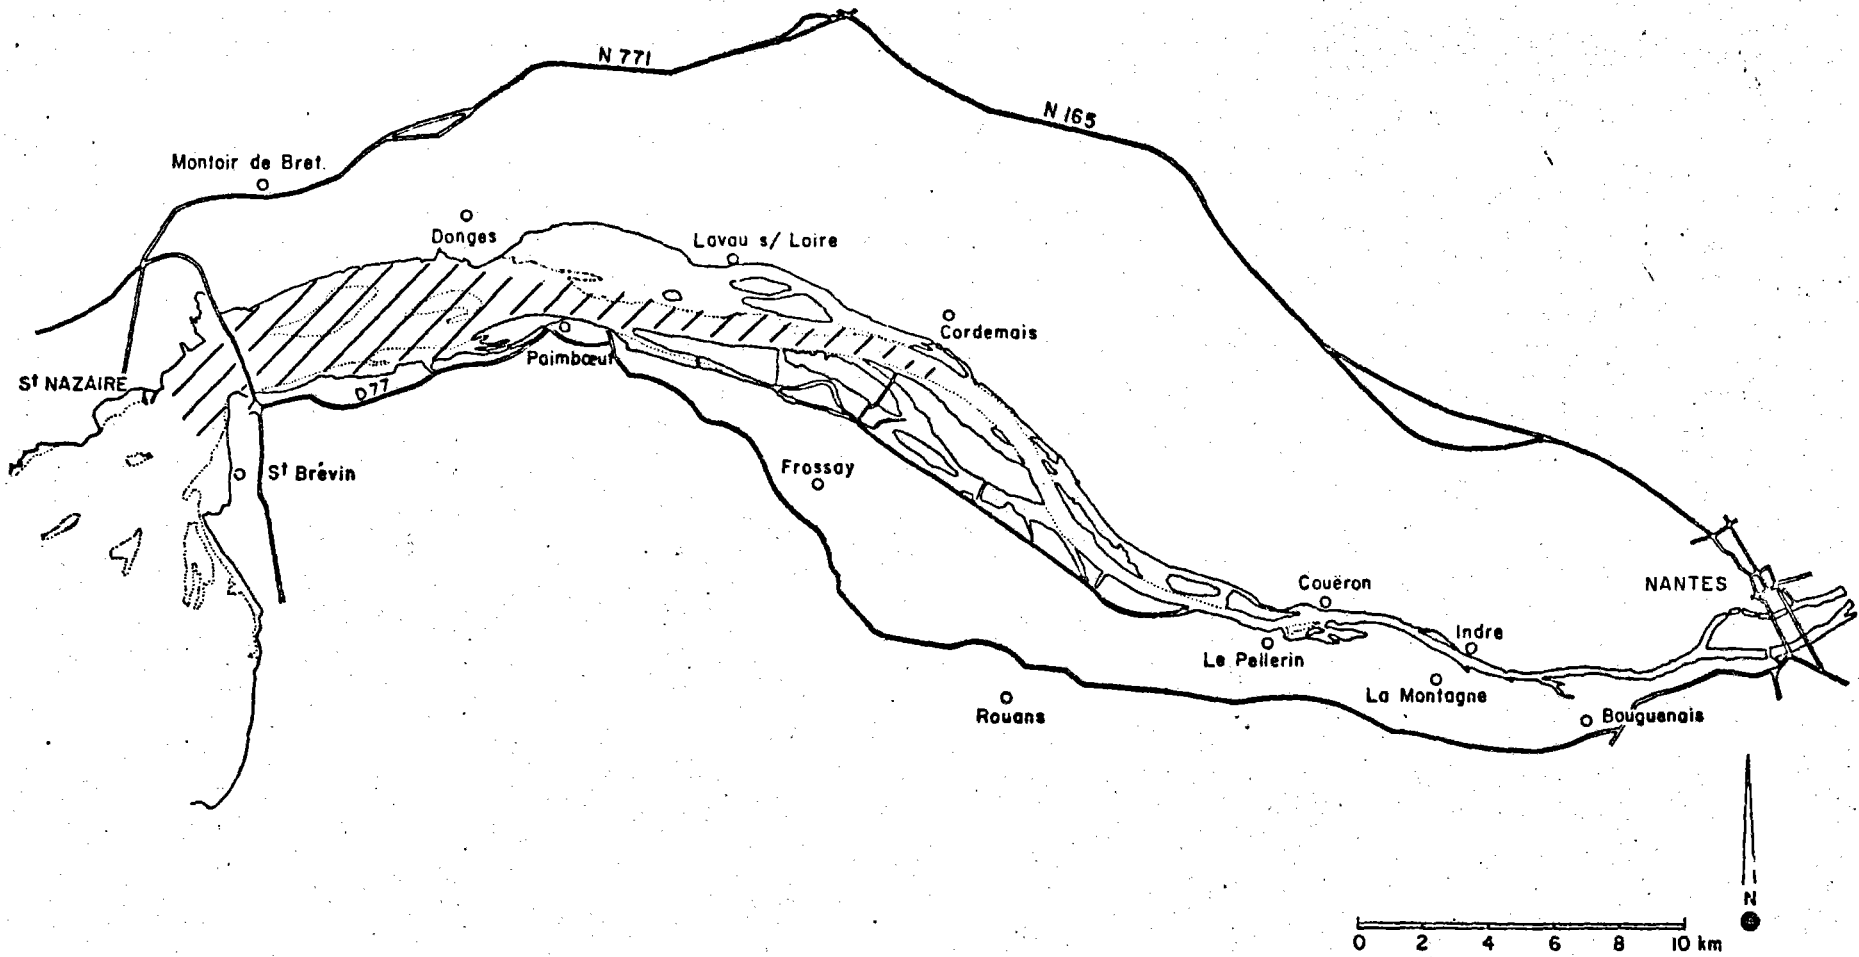 N 771
N 165
Montoir de Bret.
Donges
Lavau s/ Loire
Cordemais
Paimbœuf
St NAZAIRE
D 77
St Brévin
Frossay
NANTES
Couëron
Indre
Le Pellerin
La Montagne
Rouans
Bouguenais
N
0 2 4 6 8 10 km